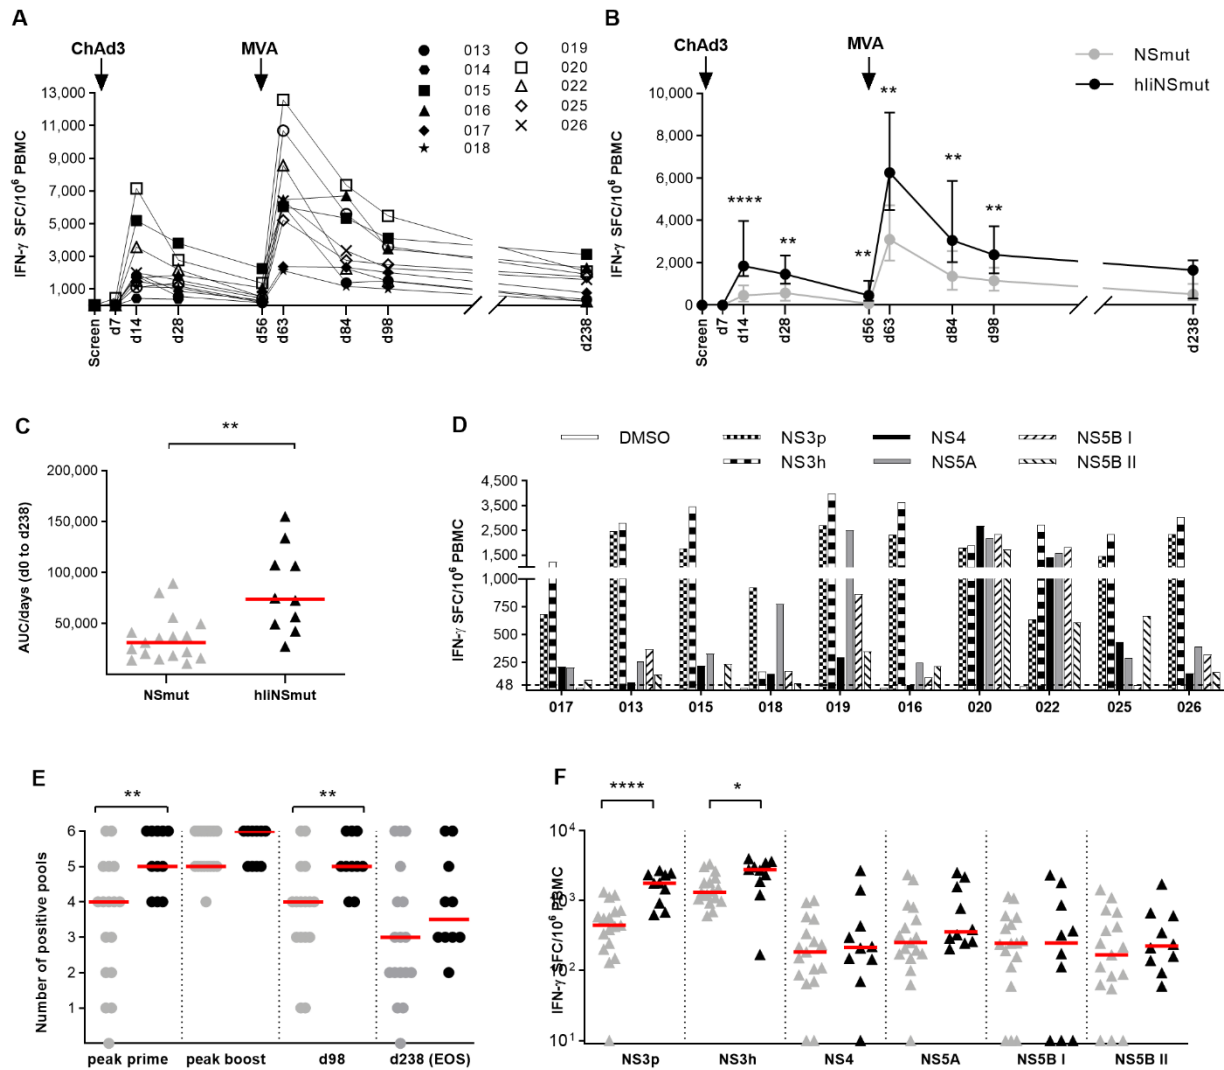 A
ChAd3
MVA
013
014
015
016
017
018
019
020
022
025
026
IFN-γ SFC/10⁶ PBMC
13,000
11,000
9,000
7,000
5,000
3,000
1,000
Screen
d7
d14
d28
d56
d63
d84
d98
d238
B
ChAd3
MVA
NSmut
hliNSmut
IFN-γ SFC/10⁶ PBMC
10,000
8,000
6,000
4,000
2,000
0
****
**
**
**
**
**
Screen
d7
d14
d28
d56
d63
d84
d98
d238
C
**
AUC/days (d0 to d238)
200,000
150,000
100,000
50,000
NSmut
hliNSmut
D
DMSO
NS3p
NS4
NS5B I
NS3h
NS5A
NS5B II
IFN-γ SFC/10⁶ PBMC
4,500
3,500
2,500
1,500
1,000
750
500
250
48
017
013
015
018
019
016
020
022
025
026
E
**
**
Number of positive pools
6
5
4
3
2
1
peak prime
peak boost
d98
d238 (EOS)
F
****
*
IFN-γ SFC/10⁶ PBMC
10⁴
10³
10²
10¹
NS3p
NS3h
NS4
NS5A
NS5B I
NS5B II